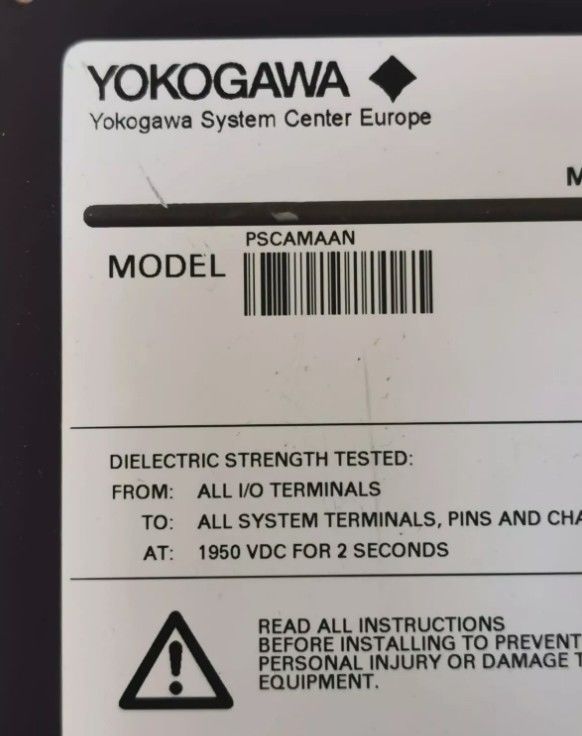 YOKOGAWA
Yokogawa System Center Europe
M
PSCAMAAN
MODEL
DIELECTRIC STRENGTH TESTED:
FROM: ALL I/O TERMINALS
TO: ALL SYSTEM TERMINALS, PINS AND CHA
AT: 1950 VDC FOR 2 SECONDS
READ ALL INSTRUCTIONS
BEFORE INSTALLING TO PREVENT
PERSONAL INJURY OR DAMAGE T
EQUIPMENT.